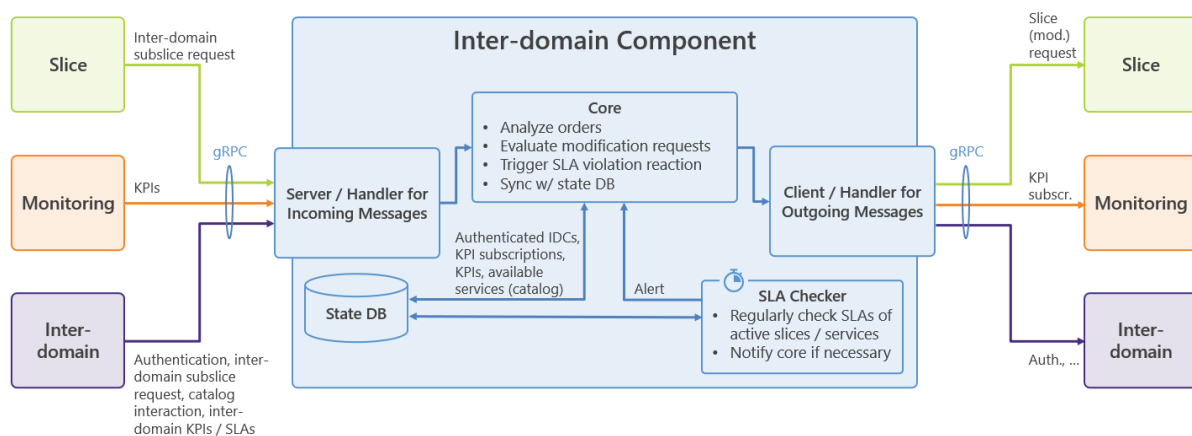 Inter-domain Component
Slice
Inter-domain
subslice request
gRPC
Monitoring
KPIs
Inter-
domain
Authentication, inter-
domain subslice
request, catalog
interaction, inter-
domain KPIs / SLAs
Server / Handler for
Incoming Messages
Core
• Analyze orders
• Evaluate modification requests
• Trigger SLA violation reaction
• Sync w/ state DB
Authenticated IDCs,
KPI subscriptions,
KPIs, available
services (catalog)
Alert
State DB
SLA Checker
• Regularly check SLAs of
active slices / services
• Notify core if necessary
Client / Handler for
Outgoing Messages
gRPC
Slice
(mod.)
request
Slice
KPI
subscr.
Monitoring
Auth., ...
Inter-
domain